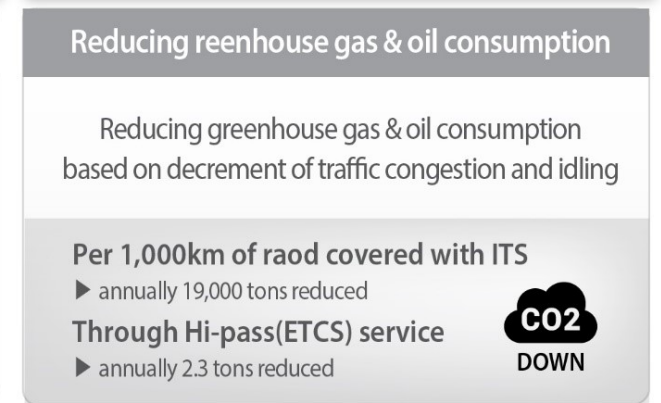 Reducing reenhouse gas & oil consumption
Reducing greenhouse gas & oil consumption
based on decrement of traffic congestion and idling
Per 1,000km of raod covered with ITS
▶ annually 19,000 tons reduced
Through Hi-pass(ETCS) service
▶ annually 2.3 tons reduced
CO2
DOWN